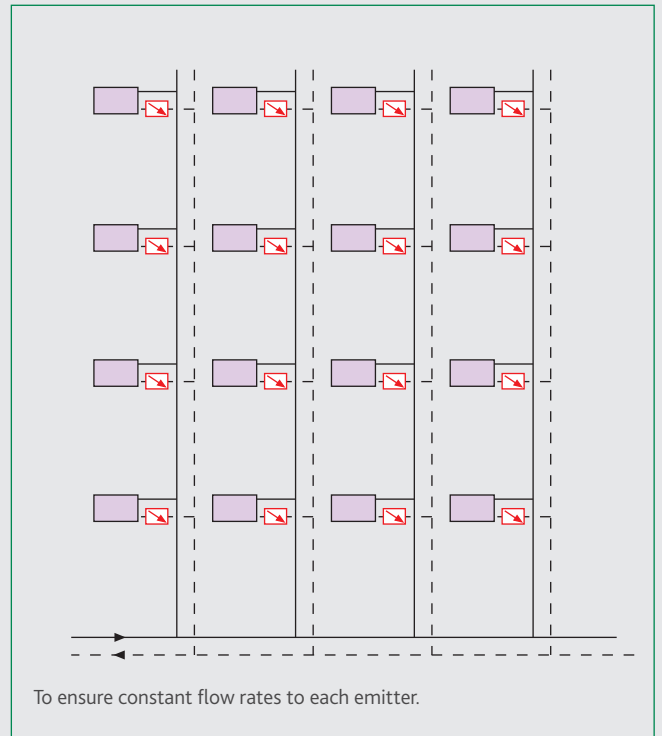 To ensure constant flow rates to each emitter.